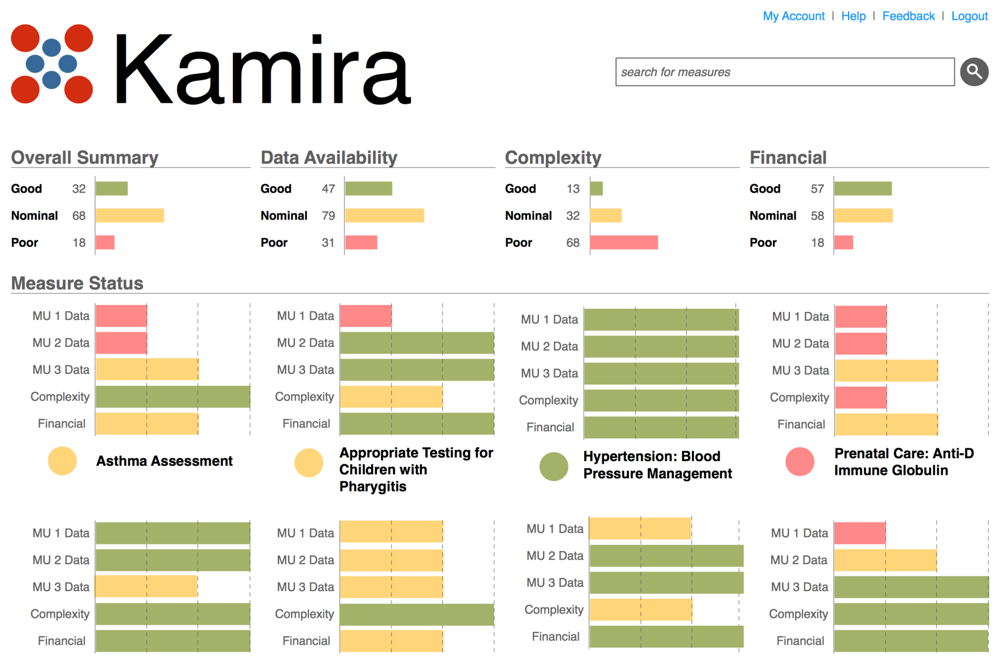 My Account | Help | Feedback | Logout
Kamira
search for measures
Overall Summary
Good 32
Nominal 68
Poor 18
Data Availability
Good 47
Nominal 79
Poor 31
Complexity
Good 13
Nominal 32
Poor 68
Financial
Good 57
Nominal 58
Poor 18
Measure Status
MU 1 Data
MU 2 Data
MU 3 Data
Complexity
Financial
Asthma Assessment
MU 1 Data
MU 2 Data
MU 3 Data
Complexity
Financial
Appropriate Testing for
Children with
Pharygitis
MU 1 Data
MU 2 Data
MU 3 Data
Complexity
Financial
Hypertension: Blood
Pressure Management
MU 1 Data
MU 2 Data
MU 3 Data
Complexity
Financial
Prenatal Care: Anti-D
Immune Globulin
MU 1 Data
MU 2 Data
MU 3 Data
Complexity
Financial
MU 1 Data
MU 2 Data
MU 3 Data
Complexity
Financial
MU 1 Data
MU 2 Data
MU 3 Data
Complexity
Financial
MU 1 Data
MU 2 Data
MU 3 Data
Complexity
Financial